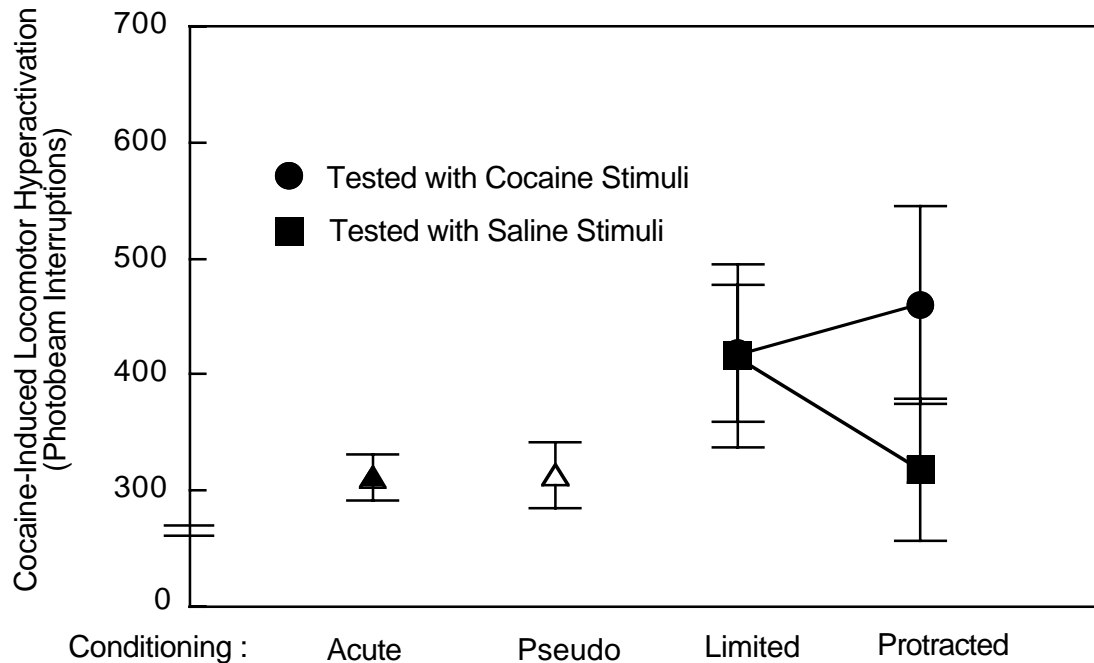 700
600
500
400
300
0
Cocaine-Induced Locomotor Hyperactivation
(Photobeam Interruptions)
Tested with Cocaine Stimuli
Tested with Saline Stimuli
Conditioning : Acute Pseudo Limited Protracted